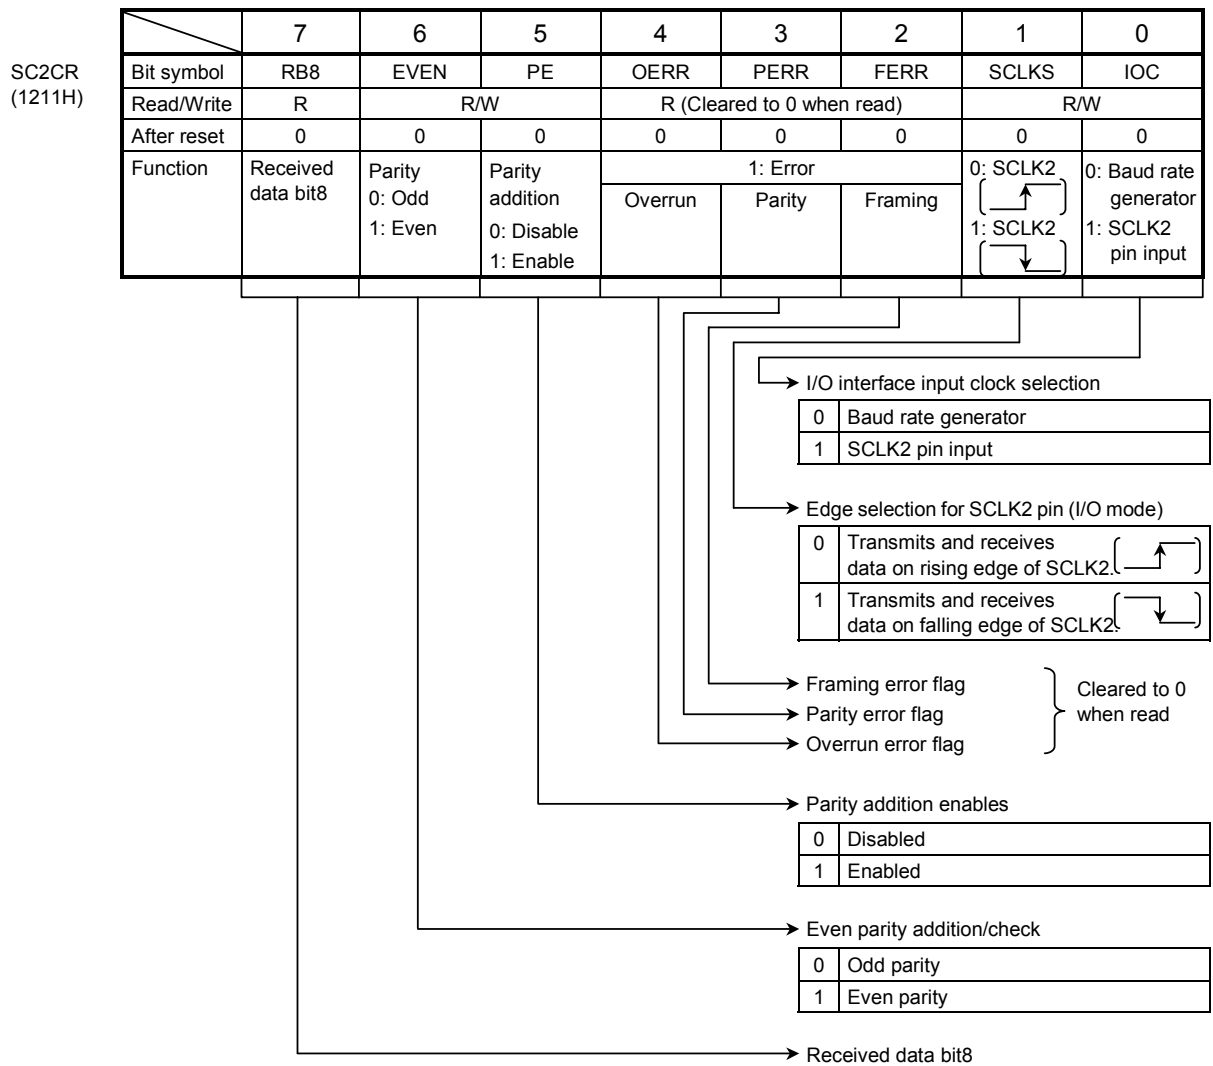 7 6 5 4 3 2 1 0
SC2CR
(1211H)
Bit symbol RB8 EVEN PE OERR PERR FERR SCLKS IOC
Read/Write R R/W R (Cleared to 0 when read) R/W
After reset 0 0 0 0 0 0 0 0
Function
Received
data bit8
Parity
0: Odd
1: Even
Parity
addition
0: Disable
1: Enable
1: Error
Overrun Parity Framing
0: SCLK2
1: SCLK2
0: Baud rate
generator
1: SCLK2
pin input
I/O interface input clock selection
0 Baud rate generator
1 SCLK2 pin input
Edge selection for SCLK2 pin (I/O mode)
0 Transmits and receives
data on rising edge of SCLK2.
1 Transmits and receives
data on falling edge of SCLK2.
Framing error flag
Parity error flag
Overrun error flag
Cleared to 0
when read
Parity addition enables
0 Disabled
1 Enabled
Even parity addition/check
0 Odd parity
1 Even parity
Received data bit8